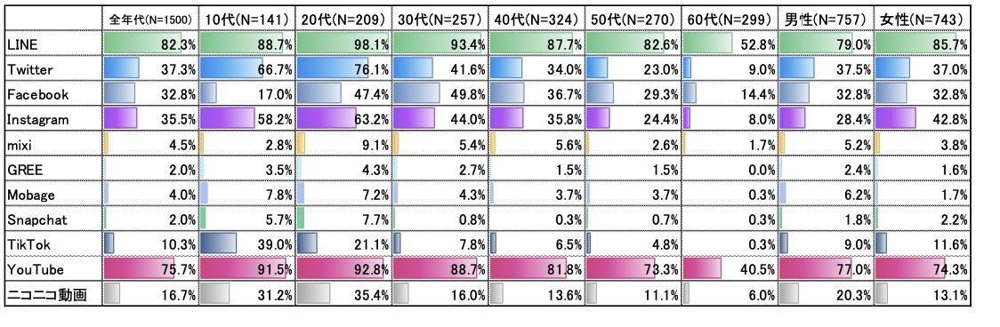 全年代(N=1500) 10代(N=141) 20代(N=209) 30代(N=257) 40代(N=324) 50代(N=270) 60代(N=299) 男性(N=757) 女性(N=743)
LINE 82.3% 88.7% 98.1% 93.4% 87.7% 82.6% 52.8% 79.0% 85.7%
Twitter 37.3% 66.7% 76.1% 41.6% 34.0% 23.0% 9.0% 37.5% 37.0%
Facebook 32.8% 17.0% 47.4% 49.8% 36.7% 29.3% 14.4% 32.8% 32.8%
Instagram 35.5% 58.2% 63.2% 44.0% 35.8% 24.4% 8.0% 28.4% 42.8%
mixi 4.5% 2.8% 9.1% 5.4% 5.6% 2.6% 1.7% 5.2% 3.8%
GREE 2.0% 3.5% 4.3% 2.7% 1.5% 1.5% 0.0% 2.4% 1.6%
Mobage 4.0% 7.8% 7.2% 4.3% 3.7% 3.7% 0.3% 6.2% 1.7%
Snapchat 2.0% 5.7% 7.7% 0.8% 0.3% 0.7% 0.3% 1.8% 2.2%
TikTok 10.3% 39.0% 21.1% 7.8% 6.5% 4.8% 0.3% 9.0% 11.6%
YouTube 75.7% 91.5% 92.8% 88.7% 81.8% 73.3% 40.5% 77.0% 74.3%
ニコニコ動画 16.7% 31.2% 35.4% 16.0% 13.6% 11.1% 6.0% 20.3% 13.1%